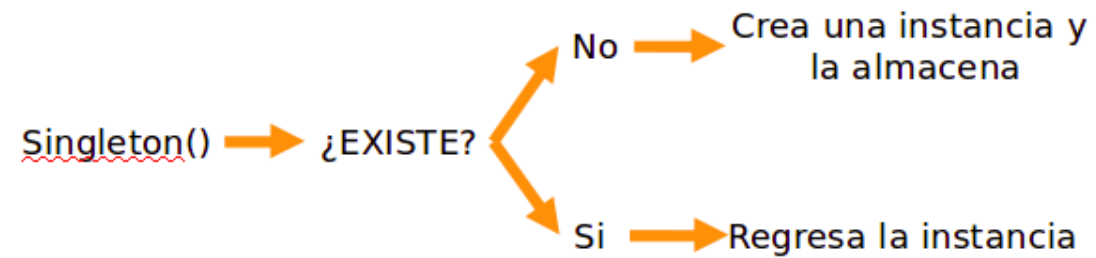 Singleton()
¿EXISTE?
No
Crea una instancia y
la almacena
Si
Regresa la instancia